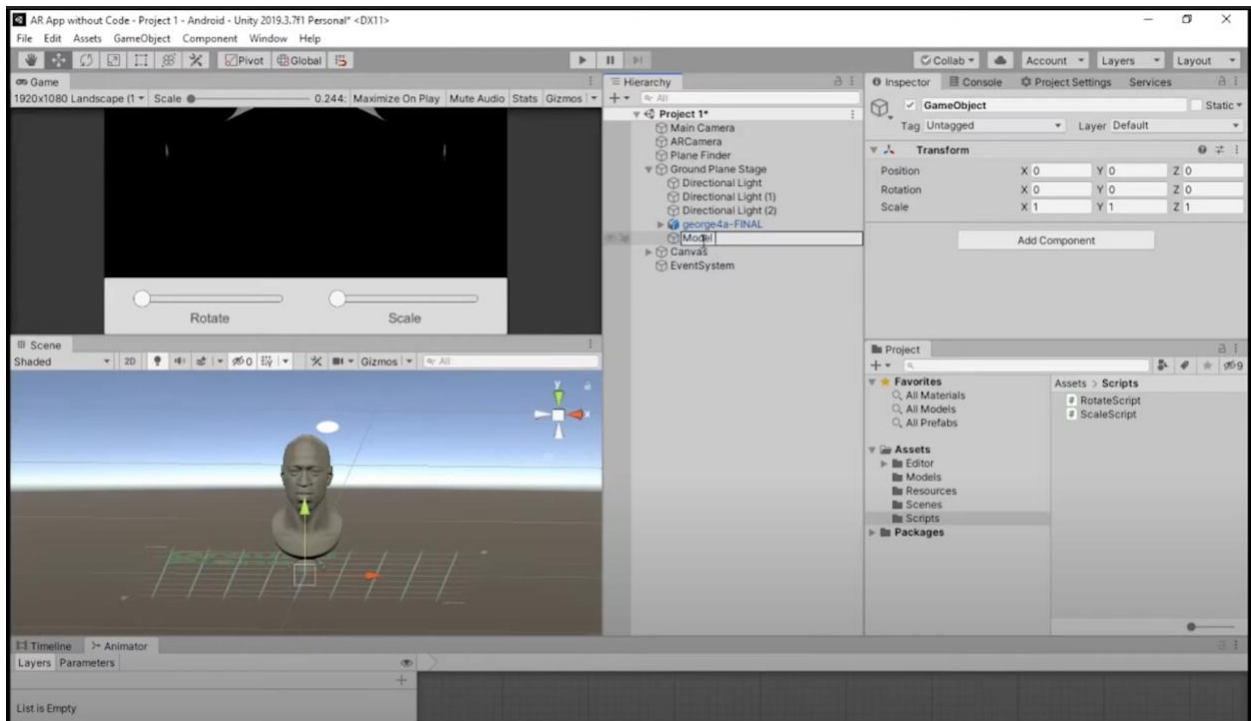 AR App without Code - Project 1 - Android - Unity 2019.3.7f1 Personal* <DX11>
File Edit Assets GameObject Component Window Help
Pivot Global Collab Account Layers Layout
Game
1920x1080 Landscape (1 Scale 0.244: Maximize On Play Mute Audio Stats Gizmos
Rotate Scale
Scene
Shaded 2D 0 Gizmos All
y
Timeline Animator
Layers Parameters
List is Empty
Hierarchy
All
Project 1*
Main Camera
ARCamera
Plane Finder
Ground Plane Stage
Directional Light
Directional Light (1)
Directional Light (2)
george4a-FINAL
Model
Canvas
EventSystem
Inspector Console Project Settings Services
GameObject Static
Tag Untagged Layer Default
Transform
Position X 0 Y 0 Z 0
Rotation X 0 Y 0 Z 0
Scale X 1 Y 1 Z 1
Add Component
Project
9
Favorites
All Materials
All Models
All Prefabs
Assets
Editor
Models
Resources
Scenes
Scripts
Packages
Assets > Scripts
RotateScript
ScaleScript